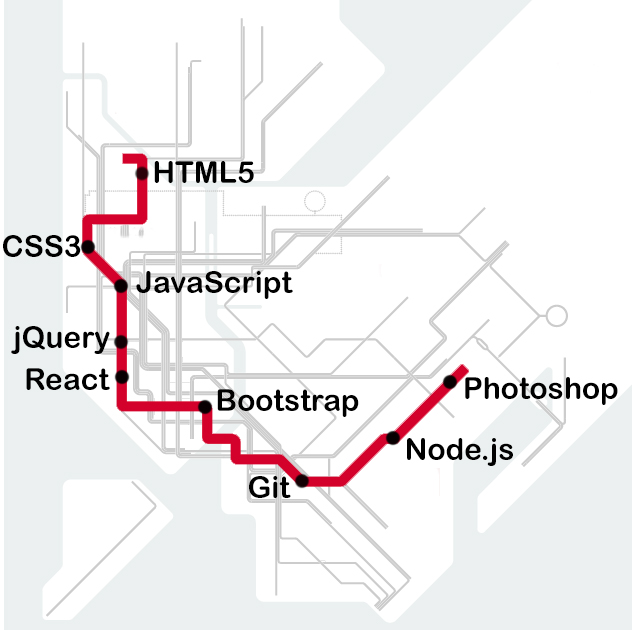 HTML5
CSS3
JavaScript
jQuery
React
Bootstrap
Photoshop
Node.js
Git